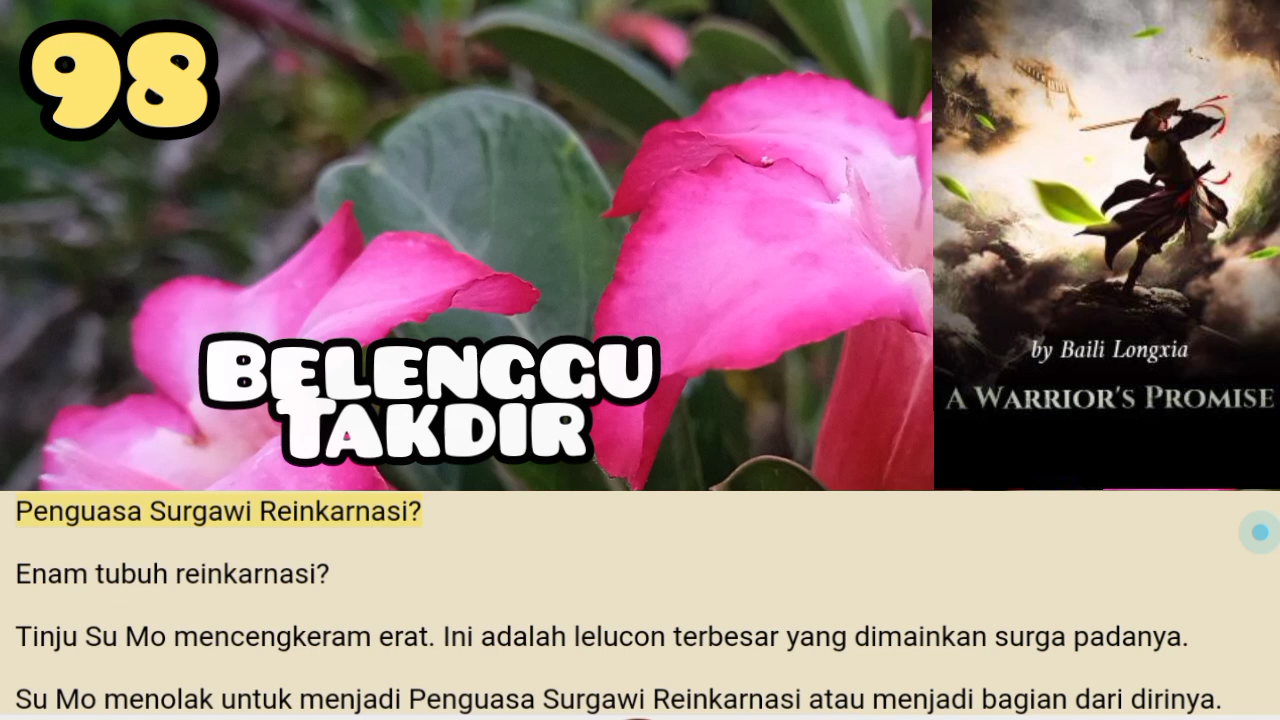 98
BELENGGU
TAKDIR
by Baili Longxia
A WARRIOR'S PROMISE
Penguasa Surgawi Reinkarnasi?
Enam tubuh reinkarnasi?
Tinju Su Mo mencengkeram erat. Ini adalah lelucon terbesar yang dimainkan surga padanya.
Su Mo menolak untuk menjadi Penguasa Surgawi Reinkarnasi atau menjadi bagian dari dirinya.